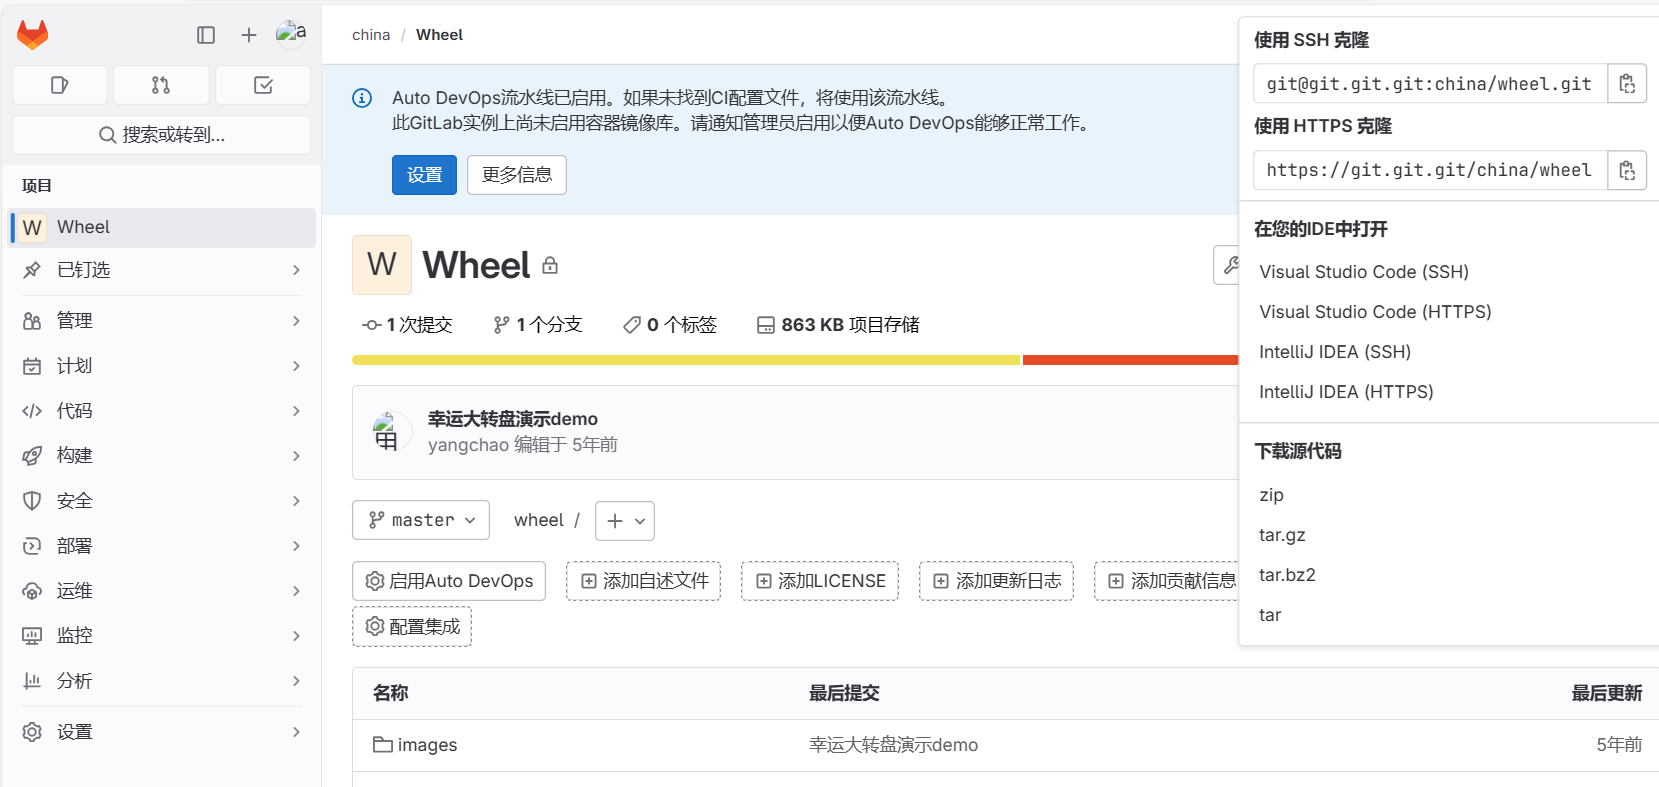 a
搜索或转到...
项目
W Wheel
已钉选
管理
计划
代码
构建
安全
部署
运维
监控
分析
设置
china / Wheel
Auto DevOps流水线已启用。如果未找到CI配置文件，将使用该流水线。
此GitLab实例上尚未启用容器镜像库。请通知管理员启用以便Auto DevOps能够正常工作。
设置 更多信息
W Wheel
1 次提交 1 个分支 0 个标签 863 KB 项目存储
幸运大转盘演示demo
yangchao 编辑于 5年前
master wheel /
启用Auto DevOps 添加自述文件 添加LICENSE 添加更新日志 添加贡献信息
配置集成
名称 最后提交 最后更新
images 幸运大转盘演示demo 5年前
使用 SSH 克隆
git@git.git.git:china/wheel.git
使用 HTTPS 克隆
https://git.git.git/china/wheel
在您的IDE中打开
Visual Studio Code (SSH)
Visual Studio Code (HTTPS)
IntelliJ IDEA (SSH)
IntelliJ IDEA (HTTPS)
下载源代码
zip
tar.gz
tar.bz2
tar